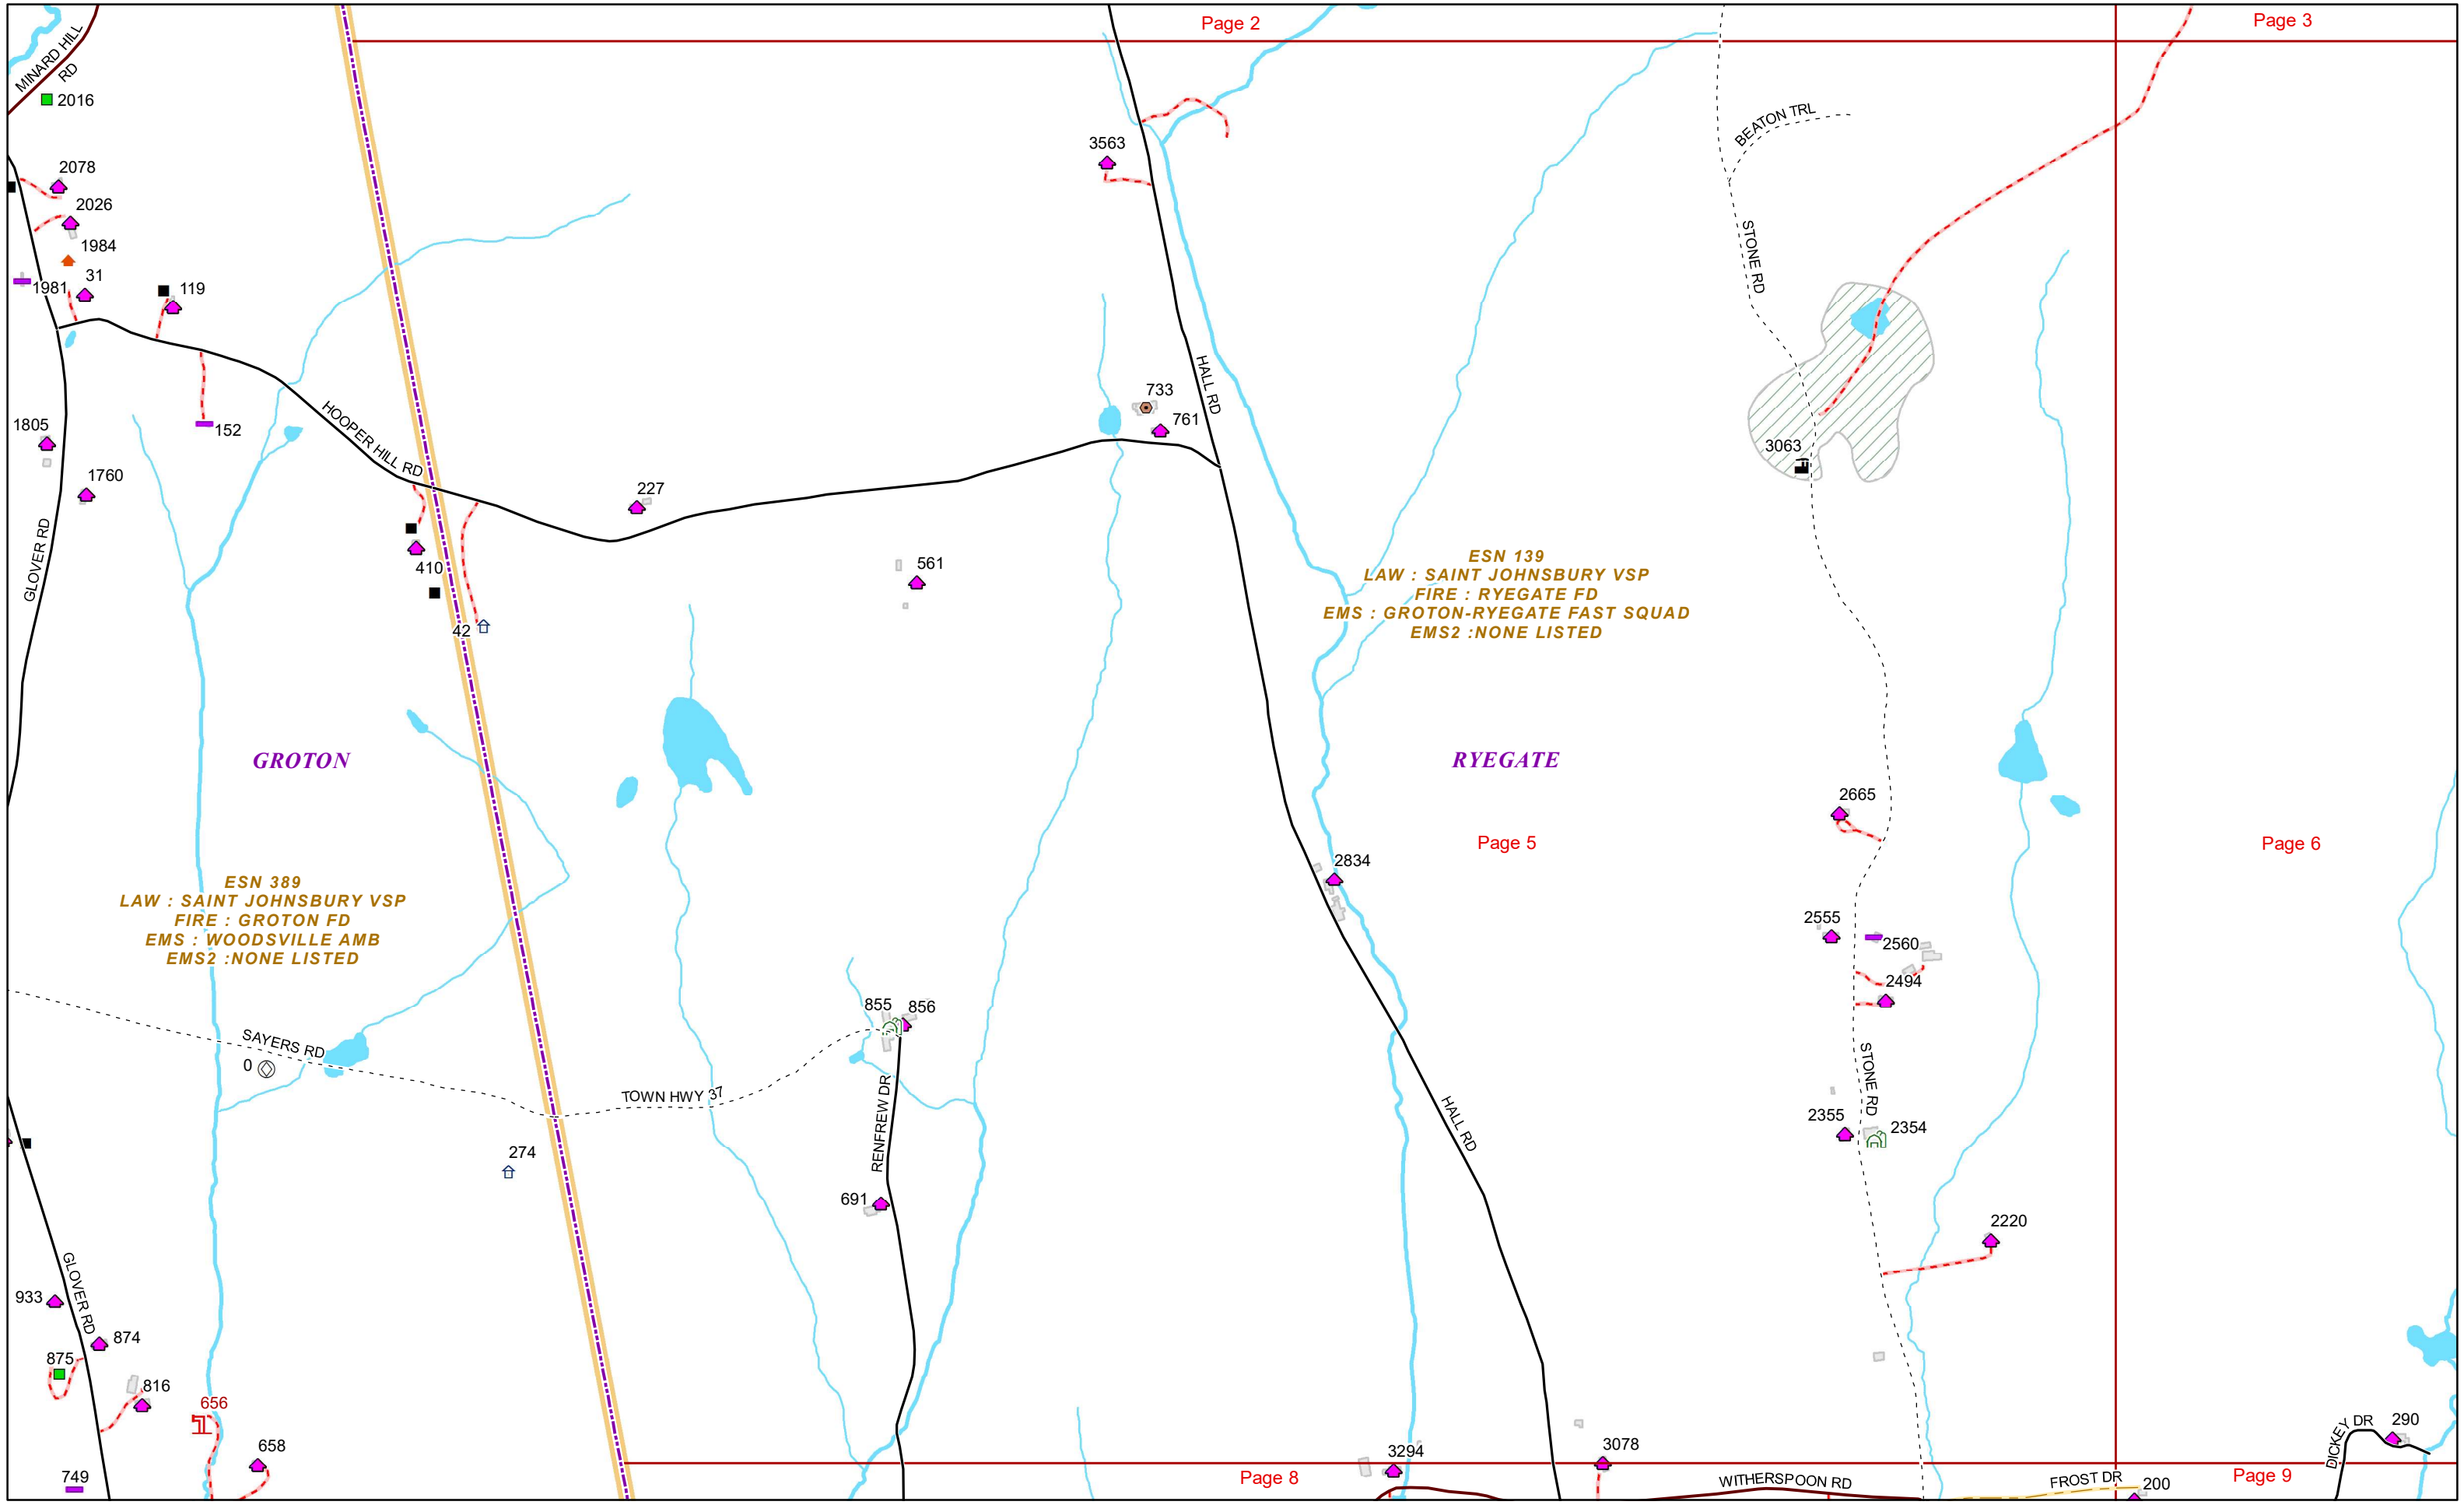 Page 2
Page 3
MINARD HILL
RD
2016
BEATON TRL
3563
2078
2026
1984
31
1981
119
STONE RD
HALL RD
733
761
152
HOOPER HILL RD
1805
1760
3063
227
GLOVER RD
410
561
42
ESN 139
LAW : SAINT JOHNSBURY VSP
FIRE : RYEGATE FD
EMS : GROTON-RYEGATE FAST SQUAD
EMS2 :NONE LISTED
GROTON
RYEGATE
2665
Page 5
Page 6
2834
ESN 389
LAW : SAINT JOHNSBURY VSP
FIRE : GROTON FD
EMS : WOODSVILLE AMB
EMS2 :NONE LISTED
2555
2560
2494
855
856
SAYERS RD
0
TOWN HWY 37
RENFREW DR
HALL RD
STONE RD
2355
2354
274
691
2220
GLOVER RD
933
874
875
816
656
658
749
3294
3078
Page 8
WITHERSPOON RD
FROST DR
200
DICKEY DR
290
Page 9